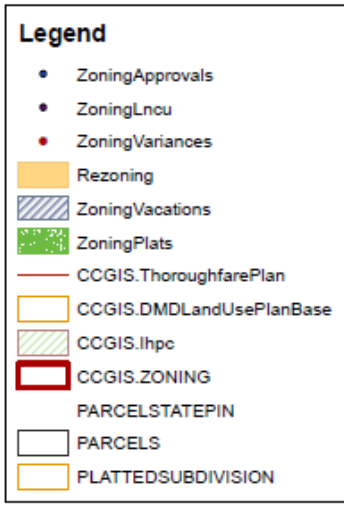 Legend
ZoningApprovals
ZoningLncu
ZoningVariances
Rezoning
ZoningVacations
ZoningPlats
CCGIS.ThoroughfarePlan
CCGIS.DMDLandUsePlanBase
CCGIS.Ihpc
CCGIS.ZONING
PARCELSTATEPIN
PARCELS
PLATTEDSUBDIVISION